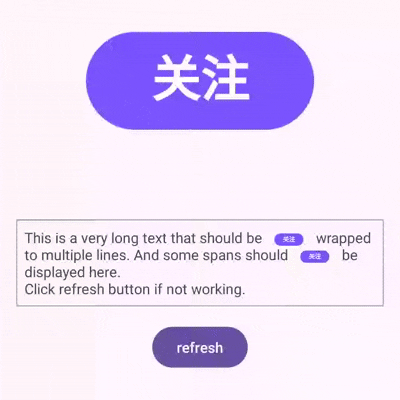 关注
This is a very long text that should be 关注 wrapped
to multiple lines. And some spans should 关注 be
displayed here.
Click refresh button if not working.
refresh